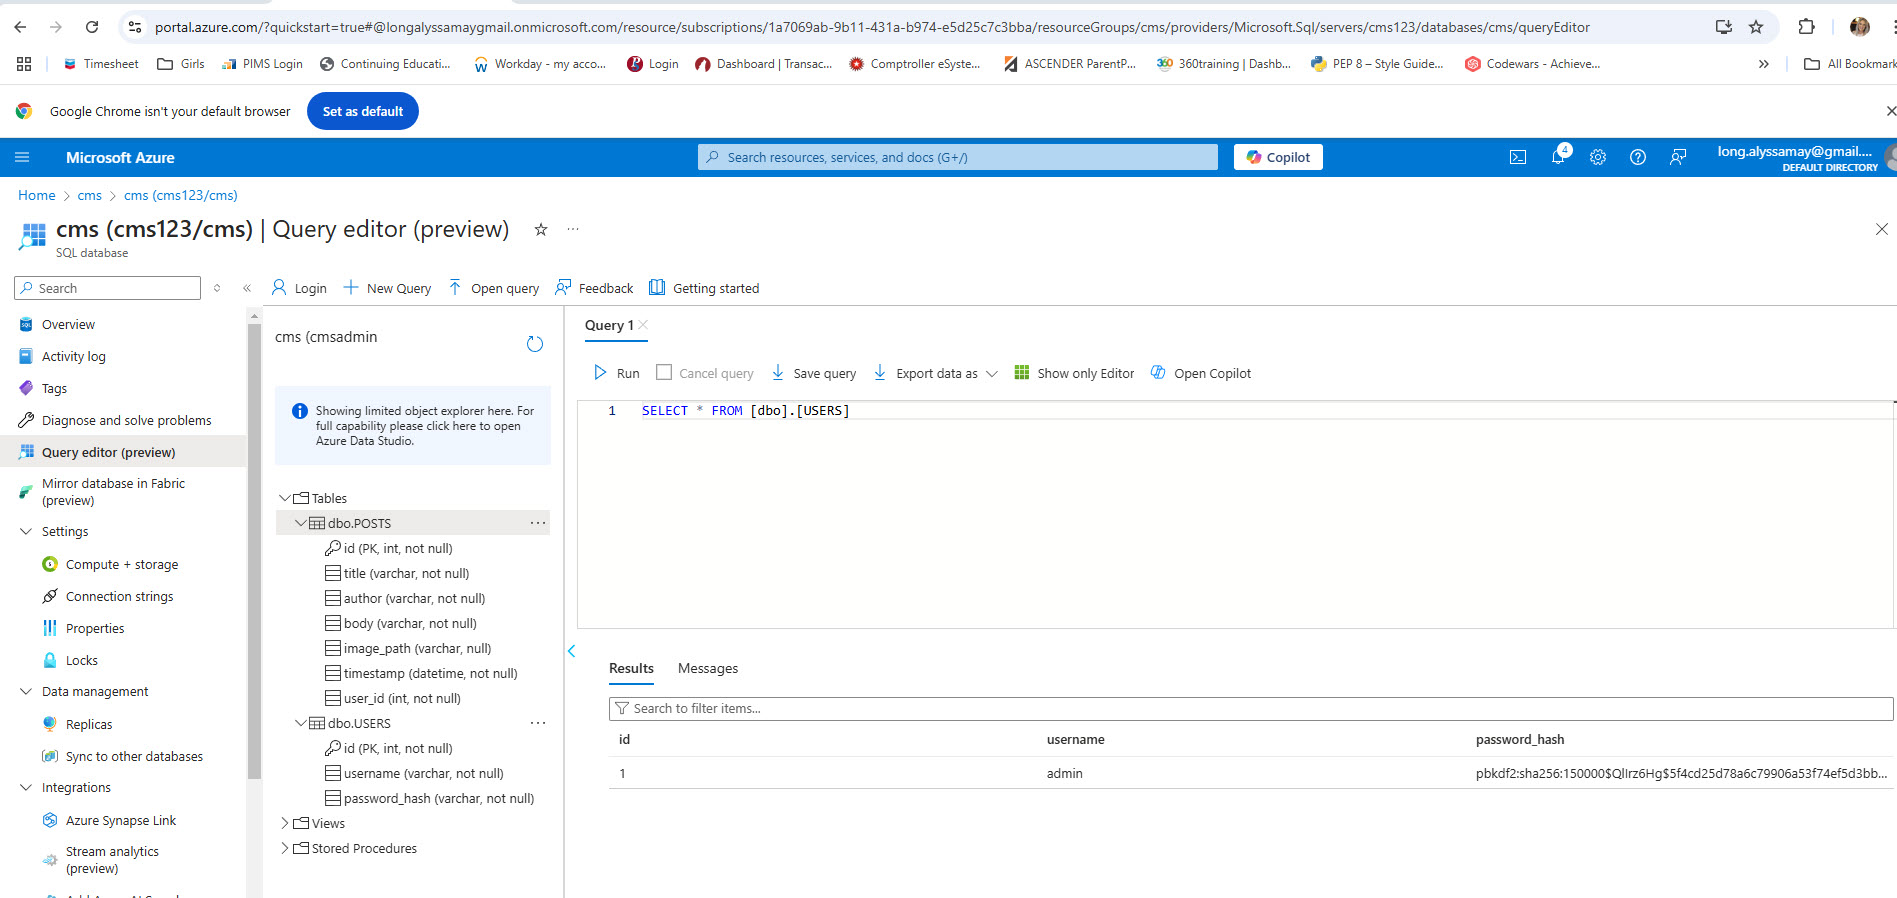 portal.azure.com/?quickstart=true#@longalyssamaygmail.onmicrosoft.com/resource/subscriptions/1a7069ab-9b11-431a-b974-e5d25c7c3bba/resourceGroups/cms/providers/Microsoft.Sql/servers/cms123/databases/cms/queryEditor
Timesheet Girls PIMS Login Continuing Educati... Workday - my acco... Login Dashboard | Transac... Comptroller eSyste... ASCENDER ParentP... 360training | Dashb... PEP 8 – Style Guide... Codewars - Achieve... » All Bookmark
Google Chrome isn't your default browser Set as default
Microsoft Azure Search resources, services, and docs (G+/) Copilot 4 long.alyssamay@gmail....
DEFAULT DIRECTORY
Home > cms > cms (cms123/cms)
cms (cms123/cms) | Query editor (preview) ...
SQL database
Search
Login New Query Open query Feedback Getting started
Overview
Activity log
Tags
Diagnose and solve problems
Query editor (preview)
Mirror database in Fabric
(preview)
Settings
Compute + storage
Connection strings
Properties
Locks
Data management
Replicas
Sync to other databases
Integrations
Azure Synapse Link
Stream analytics
(preview)
cms (cmsadmin
Showing limited object explorer here. For
full capability please click here to open
Azure Data Studio.
Tables
dbo.POSTS ...
id (PK, int, not null)
title (varchar, not null)
author (varchar, not null)
body (varchar, not null)
image_path (varchar, null)
timestamp (datetime, not null)
user_id (int, not null)
dbo.USERS ...
id (PK, int, not null)
username (varchar, not null)
password_hash (varchar, not null)
Views
Stored Procedures
Query 1
Run Cancel query Save query Export data as Show only Editor Open Copilot
1 SELECT * FROM [dbo].[USERS]
Results Messages
Search to filter items...
id username password_hash
1 admin pbkdf2:sha256:150000$QlIrz6Hg$5f4cd25d78a6c79906a53f74ef5d3bb...